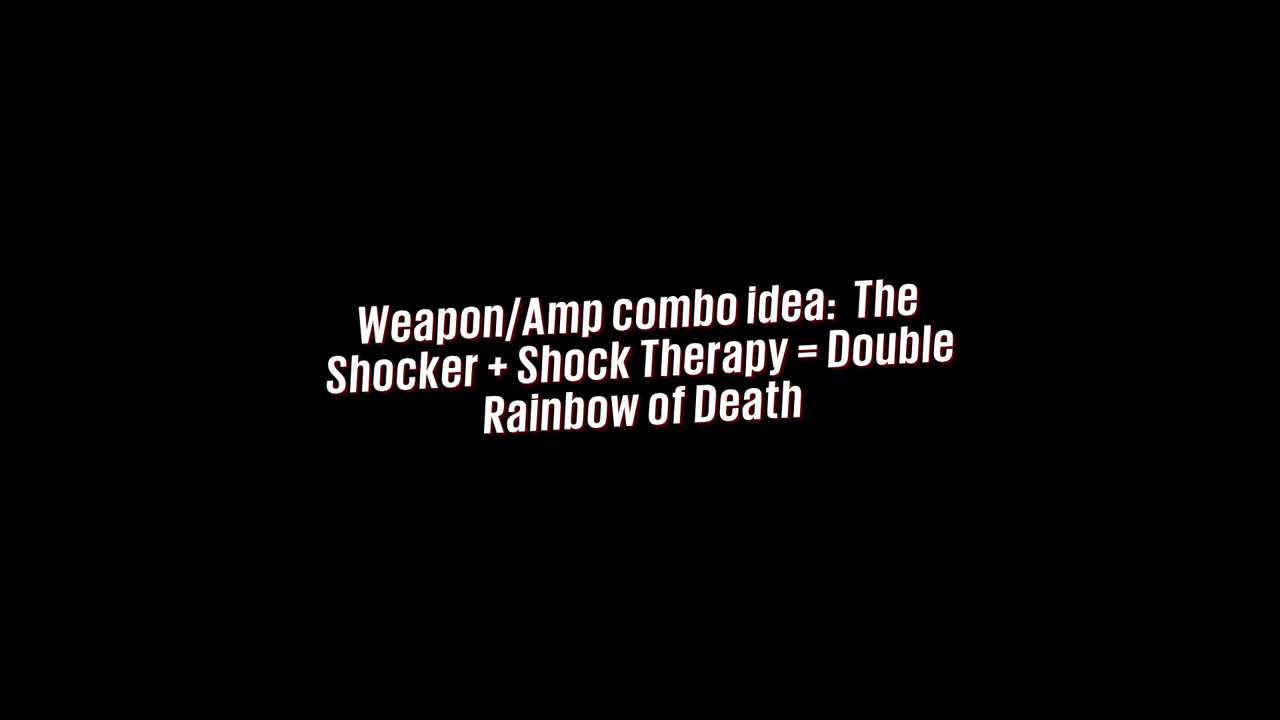 Weapon/Amp combo idea:  The
Shocker + Shock Therapy = Double
Rainbow of Death